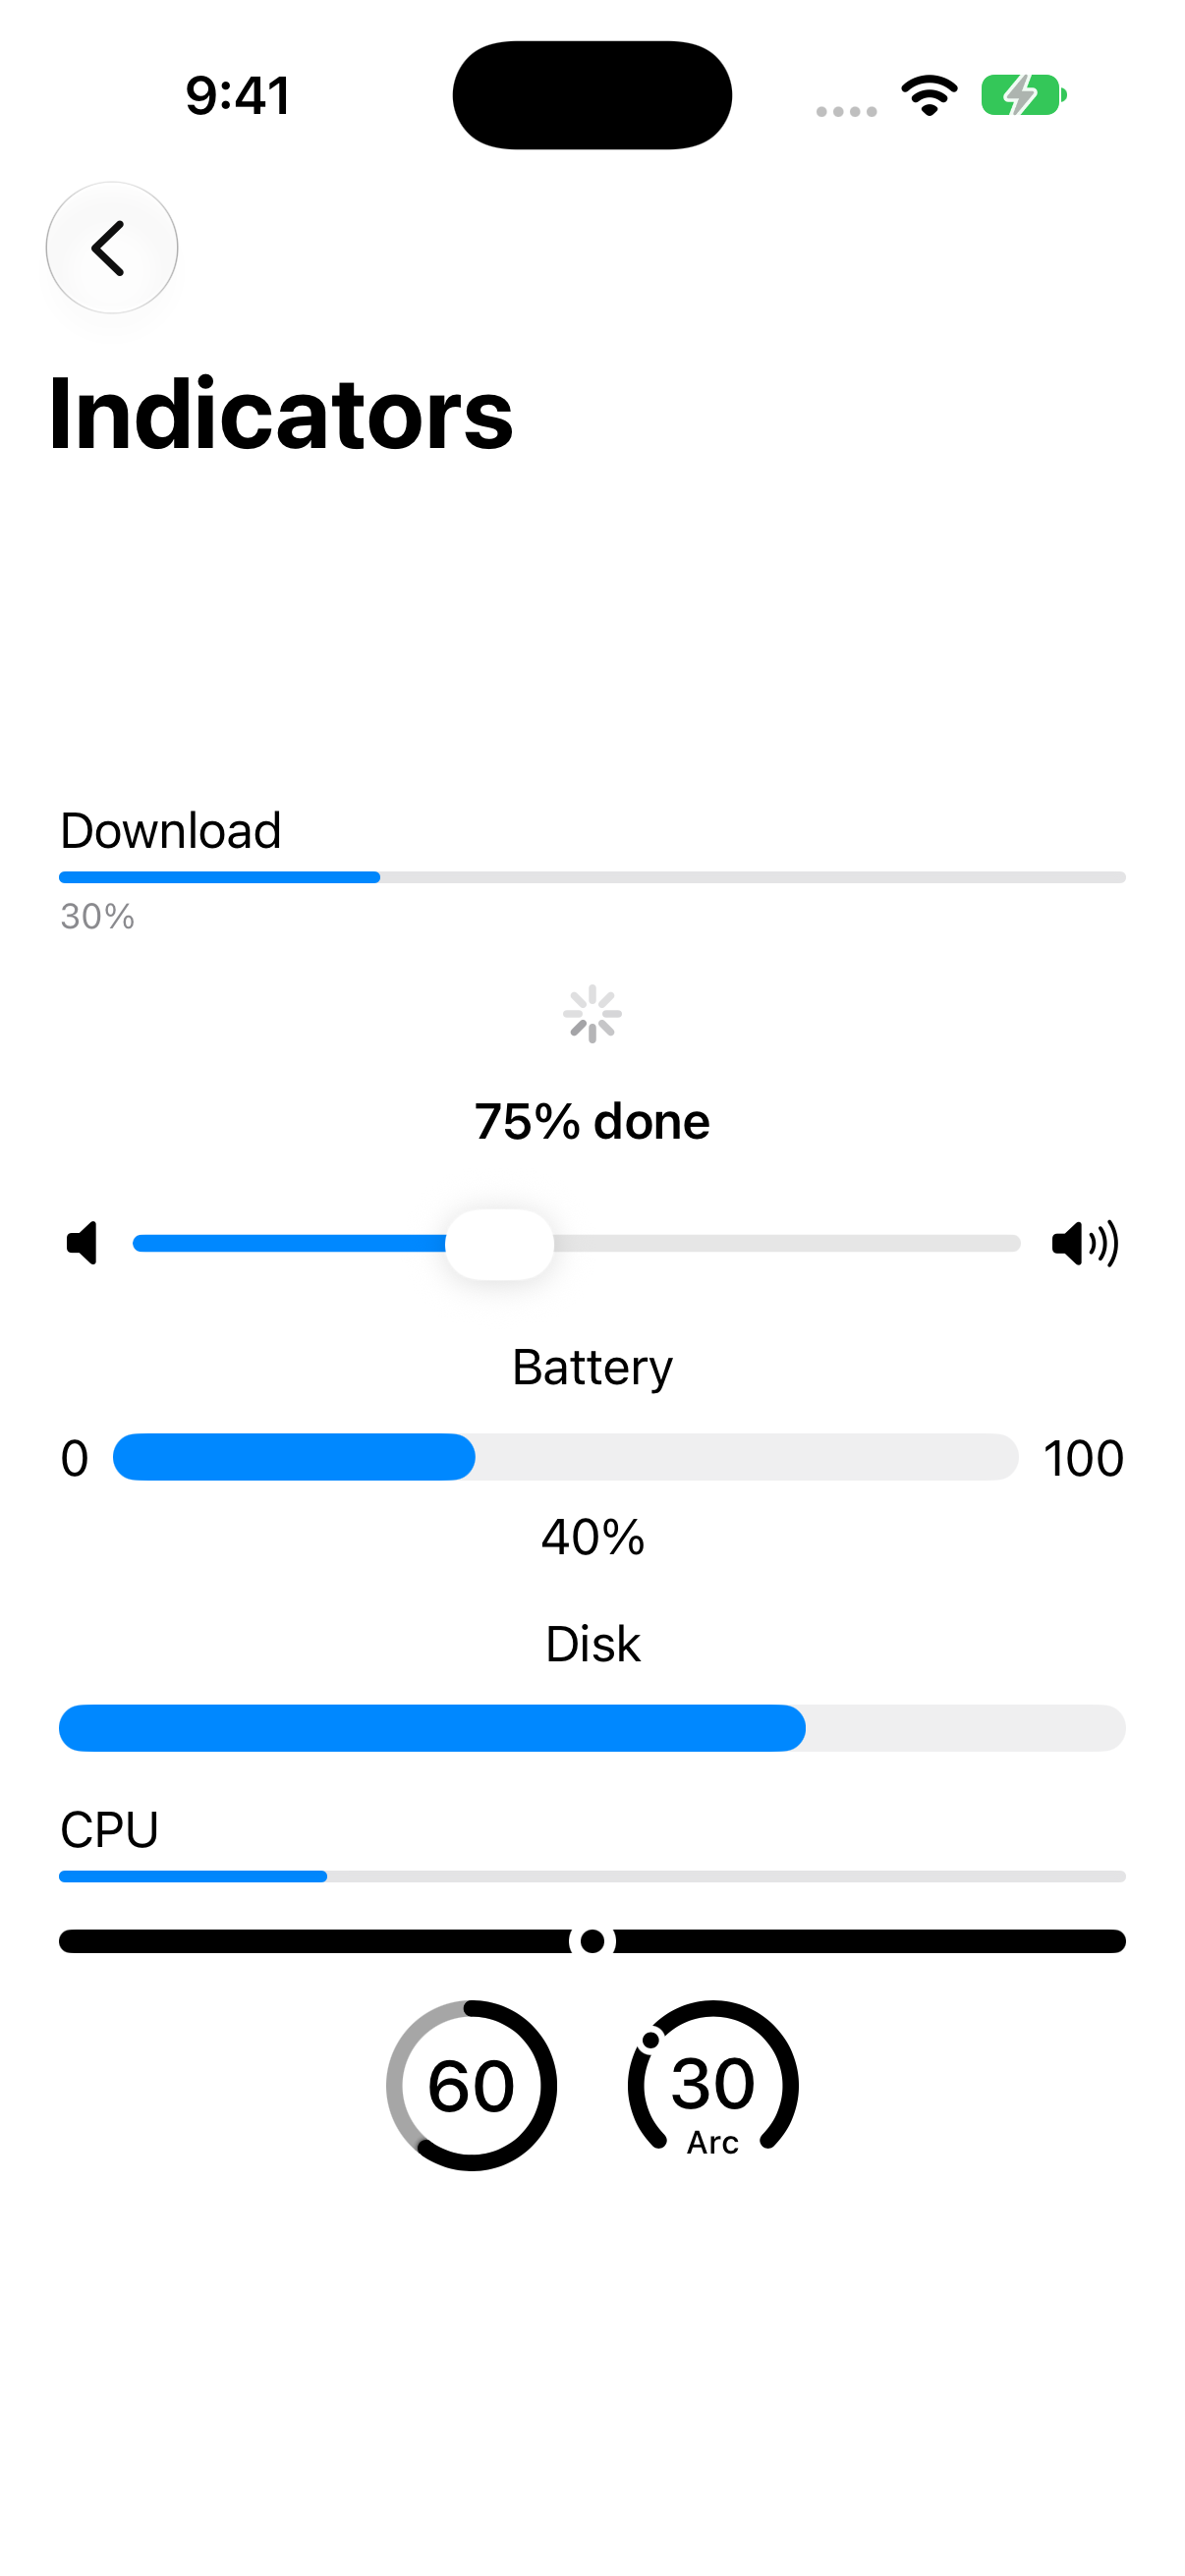 9:41
Indicators
Download
30%
75% done
Battery
0 100
40%
Disk
CPU
60 30
Arc